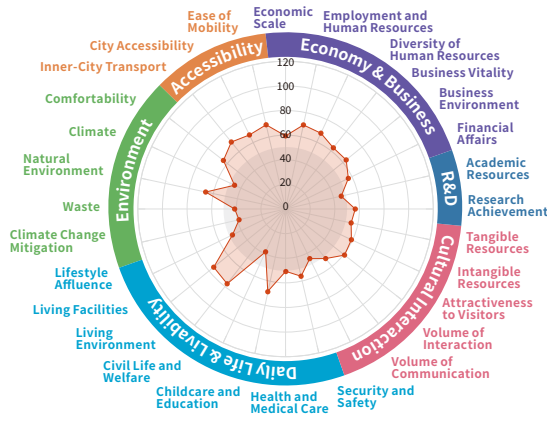 Economic
Scale
Employment and
Human Resources
Diversity of
Human Resources
Business Vitality
Business
Environment
Financial
Affairs
Academic
Resources
Research
Achievement
Tangible
Resources
Intangible
Resources
Attractiveness
to Visitors
Volume of
Interaction
Volume of
Communication
Security and
Safety
Health and
Medical Care
Childcare and
Education
Civil Life and
Welfare
Living
Environment
Living Facilities
Lifestyle
Affluence
Climate Change
Mitigation
Waste
Natural
Environment
Climate
Comfortability
Inner-City Transport
City Accessibility
Ease of
Mobility
Economy & Business
R&D
Cultural Interaction
Daily Life & Livability
Environment
Accessibility
120
100
80
60
40
20
0